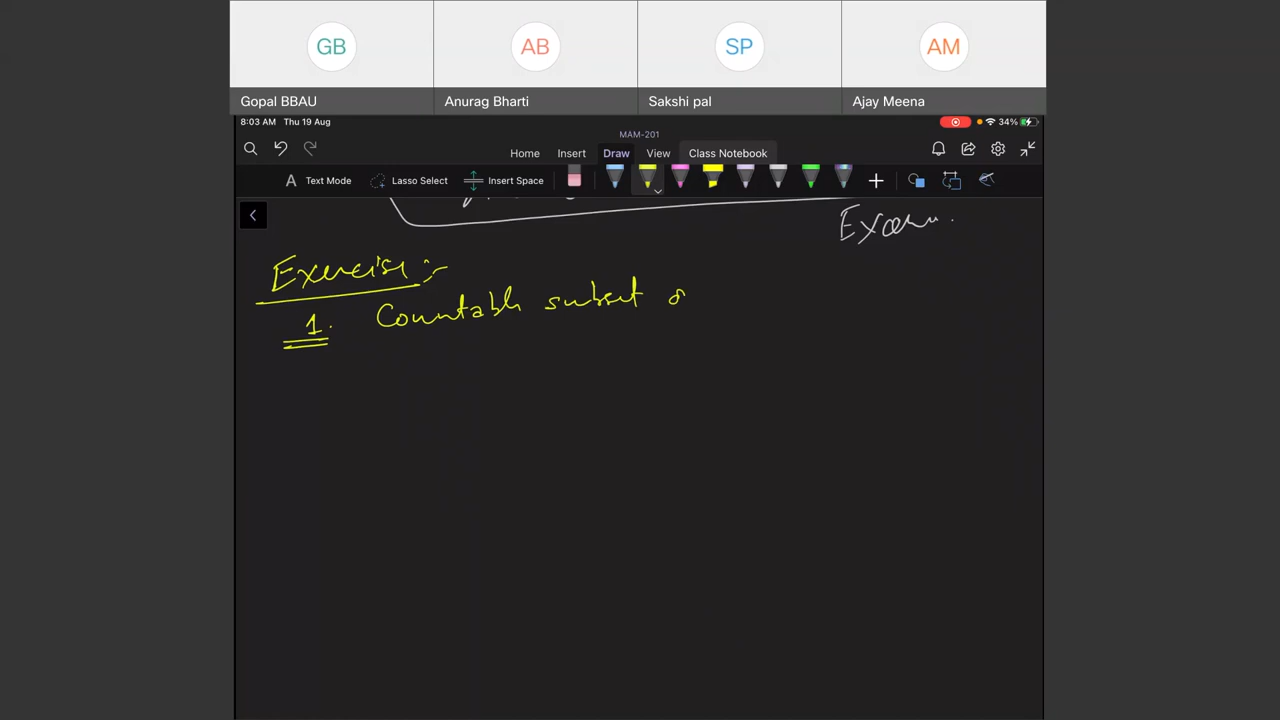 GB AB SP AM
Gopal BBAU Anurag Bharti Sakshi pal Ajay Meena
8:03 AM Thu 19 Aug 34%
MAM-201
Home Insert Draw View Class Notebook
A Text Mode Lasso Select Insert Space
Exercise :-
1. Countable subset o